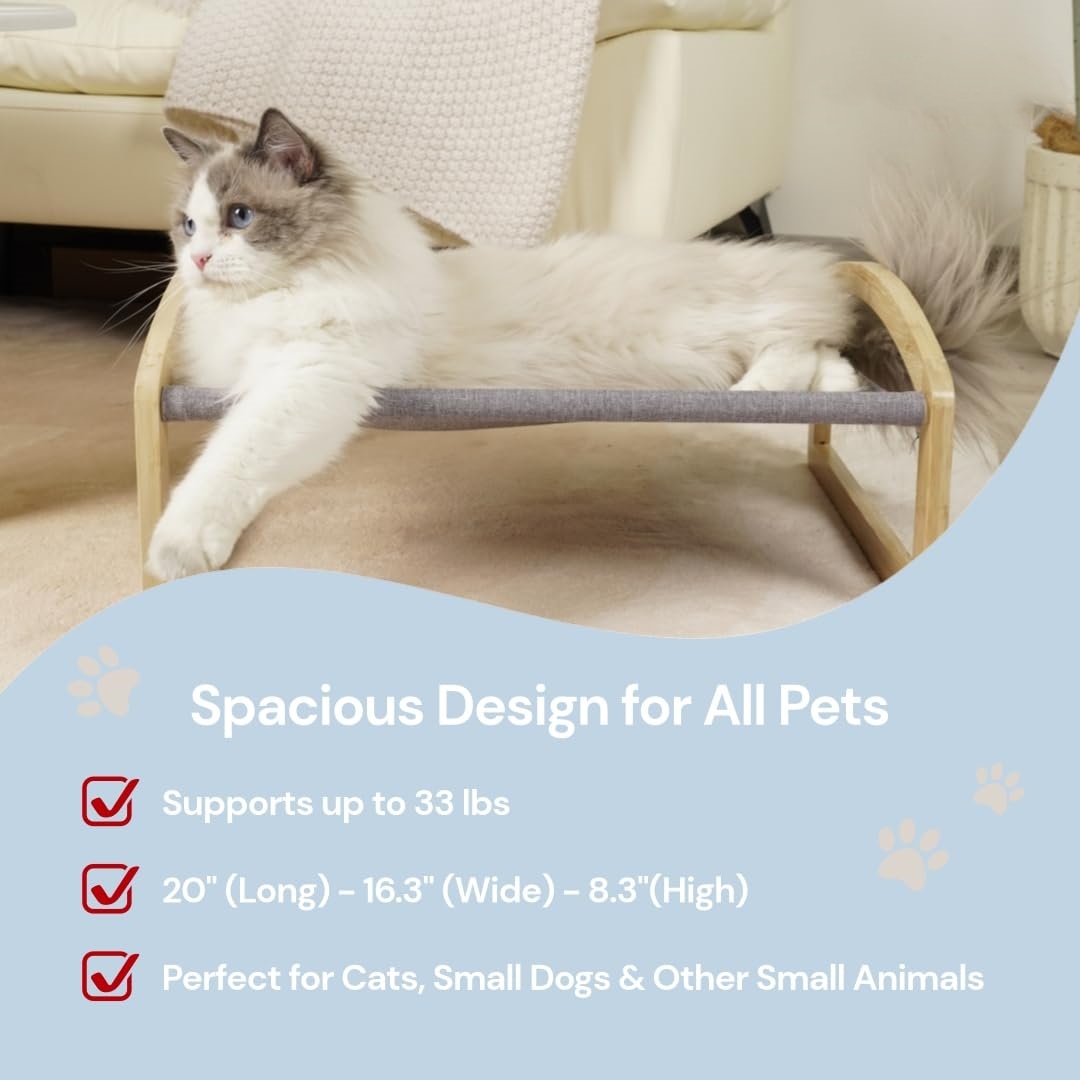 Spacious Design for All Pets
Supports up to 33 lbs
20" (Long) – 16.3" (Wide) – 8.3"(High)
Perfect for Cats, Small Dogs & Other Small Animals